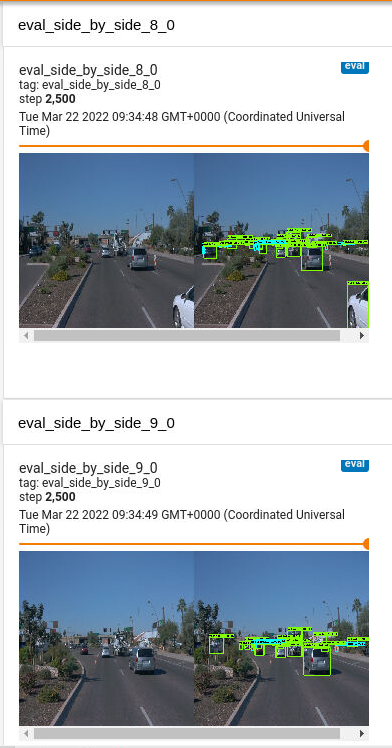 eval_side_by_side_8_0
eval_side_by_side_8_0
eval
tag: eval_side_by_side_8_0
step 2,500
Tue Mar 22 2022 09:34:48 GMT+0000 (Coordinated Universal
Time)
eval_side_by_side_9_0
eval_side_by_side_9_0
eval
tag: eval_side_by_side_9_0
step 2,500
Tue Mar 22 2022 09:34:49 GMT+0000 (Coordinated Universal
Time)